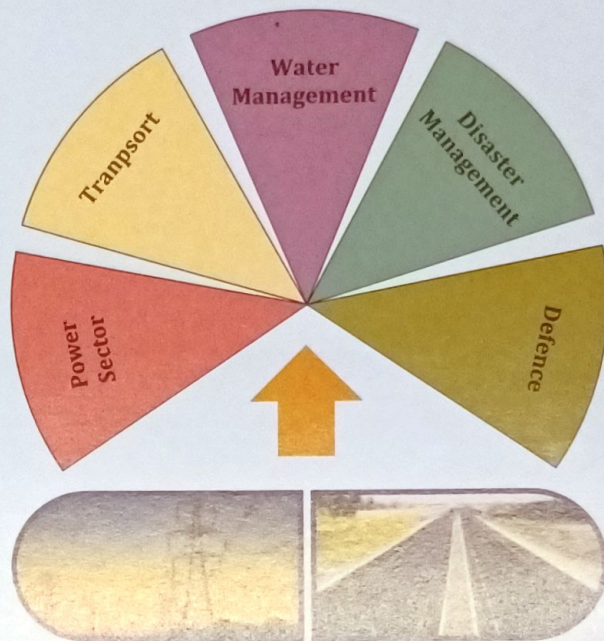 Water
Management
Tranpsort
Disaster
Management
Power
Sector
Defence